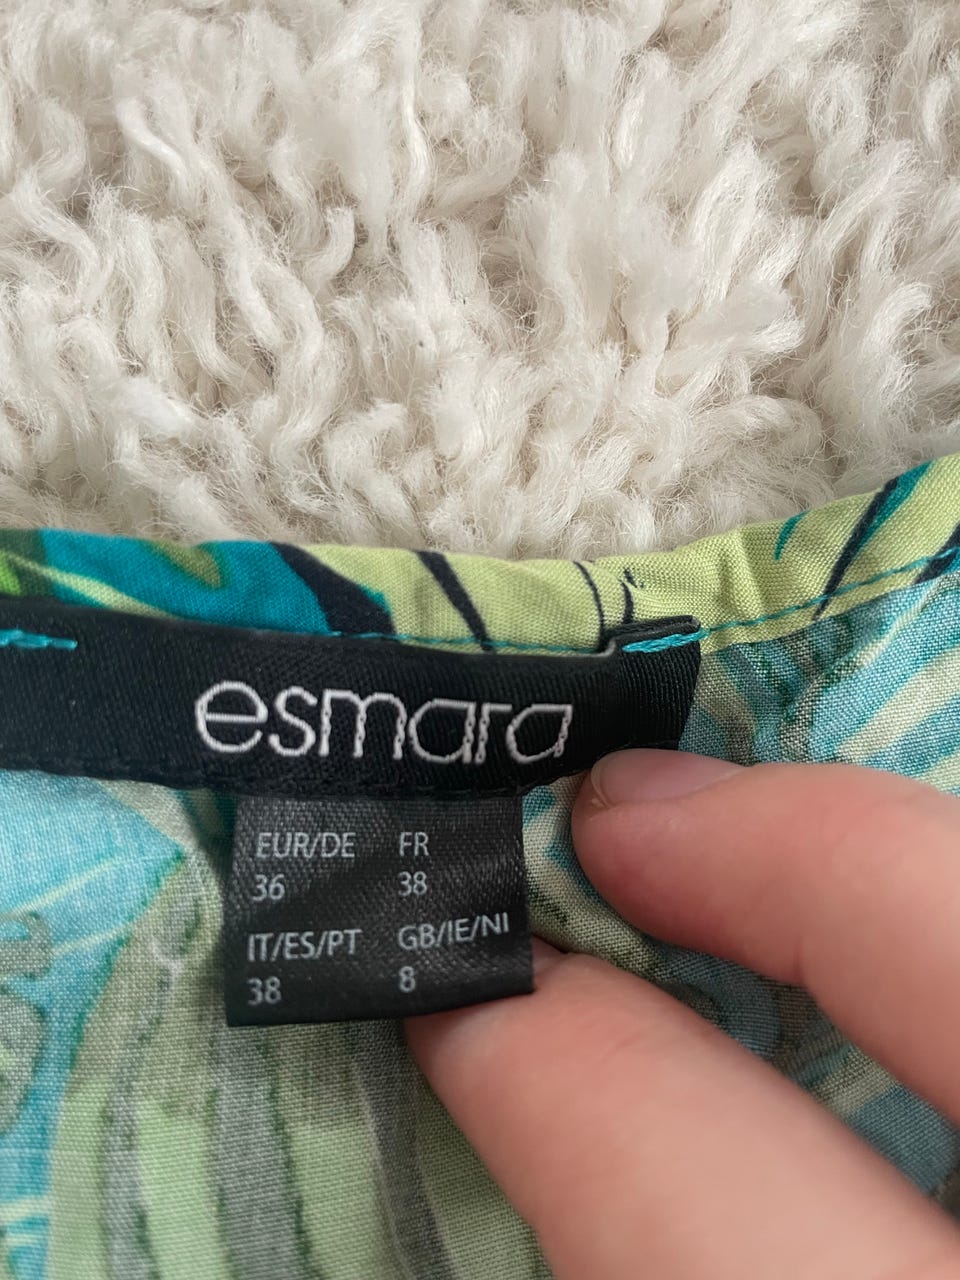 esmara
EUR/DE FR
36 38
IT/ES/PT GB/IE/NI
38 8